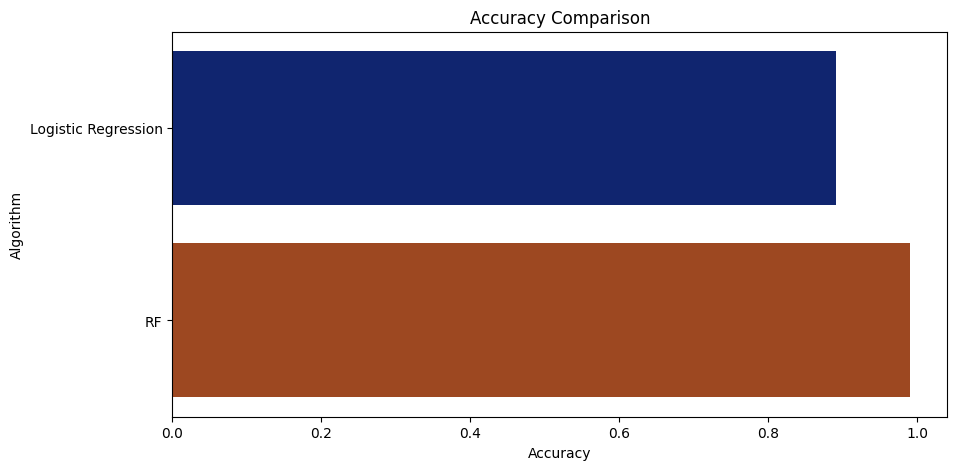 Accuracy Comparison
Algorithm
Logistic Regression
RF
0.0 0.2 0.4 0.6 0.8 1.0
Accuracy